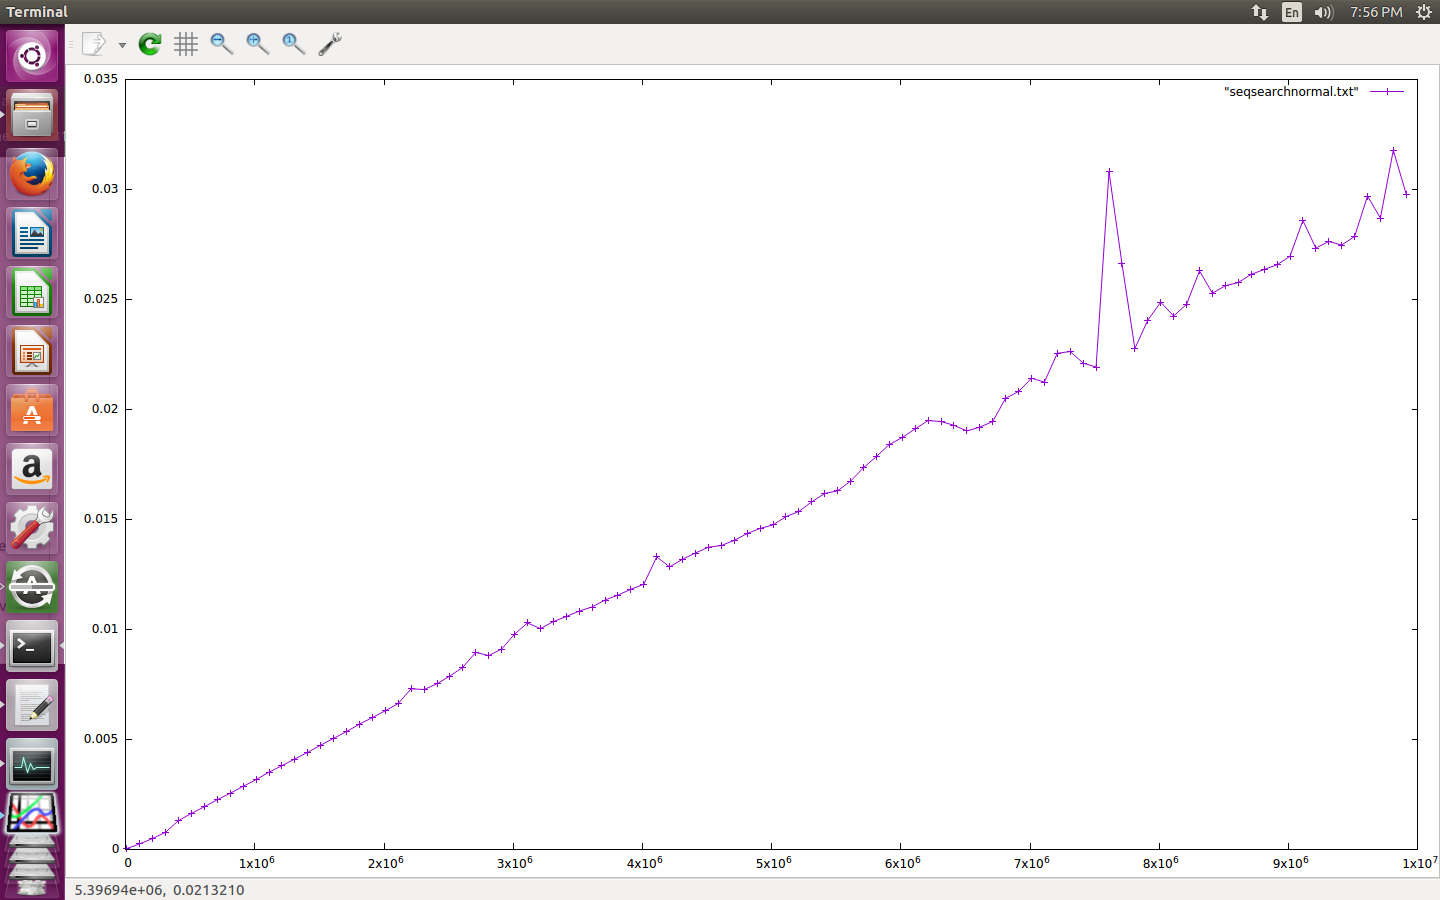 Terminal
En
7:56 PM
0.035
"seqsearchnormal.txt"
0.03
0.025
0.02
0.015
0.01
0.005
0
0 1x10⁶ 2x10⁶ 3x10⁶ 4x10⁶ 5x10⁶ 6x10⁶ 7x10⁶ 8x10⁶ 9x10⁶ 1x10⁷
5.39694e+06, 0.0213210